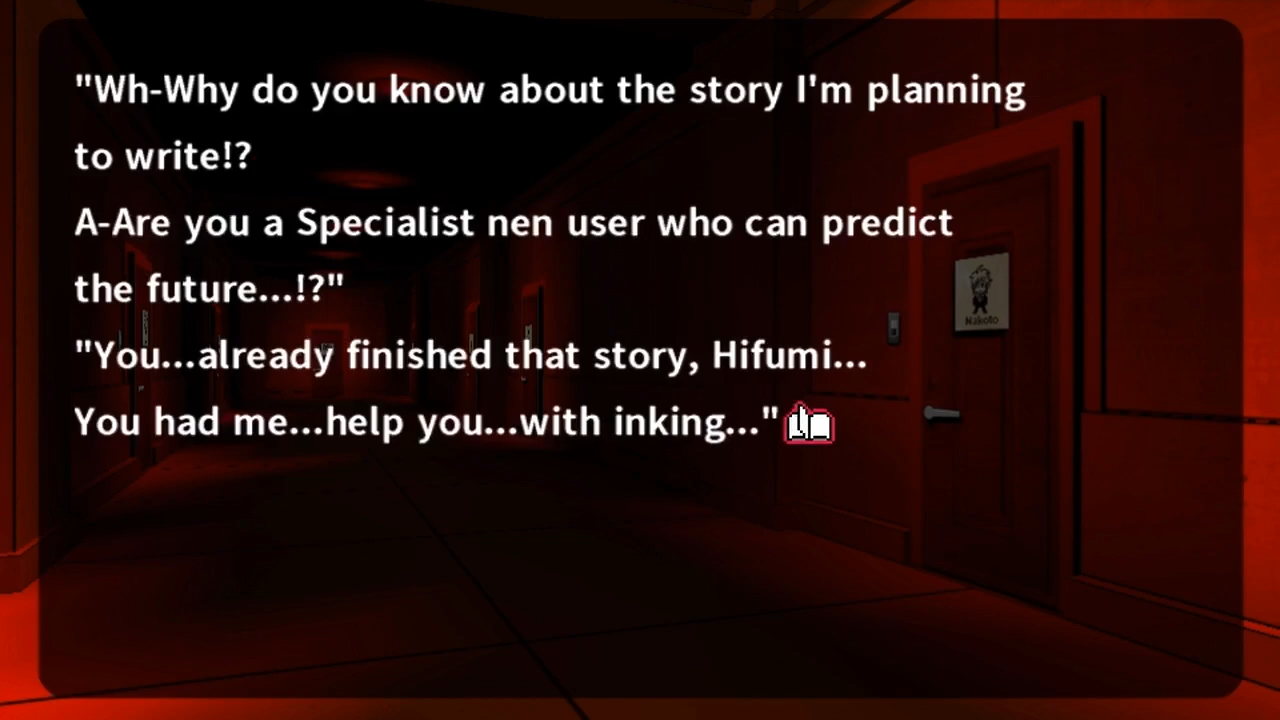 "Wh-Why do you know about the story I'm planning
to write!?
A-Are you a Specialist nen user who can predict
the future...!?"
"You...already finished that story, Hifumi...
You had me...help you...with inking..."
Makoto